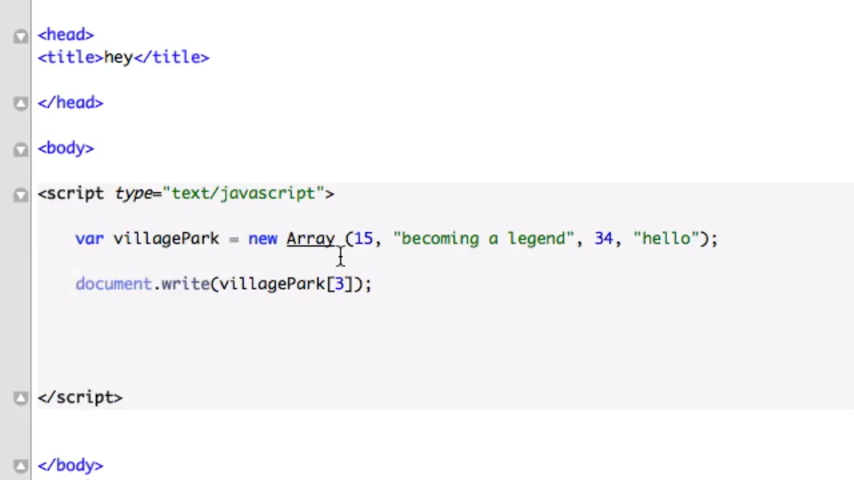 <head>
<title>hey</title>
</head>
<body>
<script type="text/javascript">
var villagePark = new Array (15, "becoming a legend", 34, "hello");
document.write(villagePark[3]);
</script>
</body>